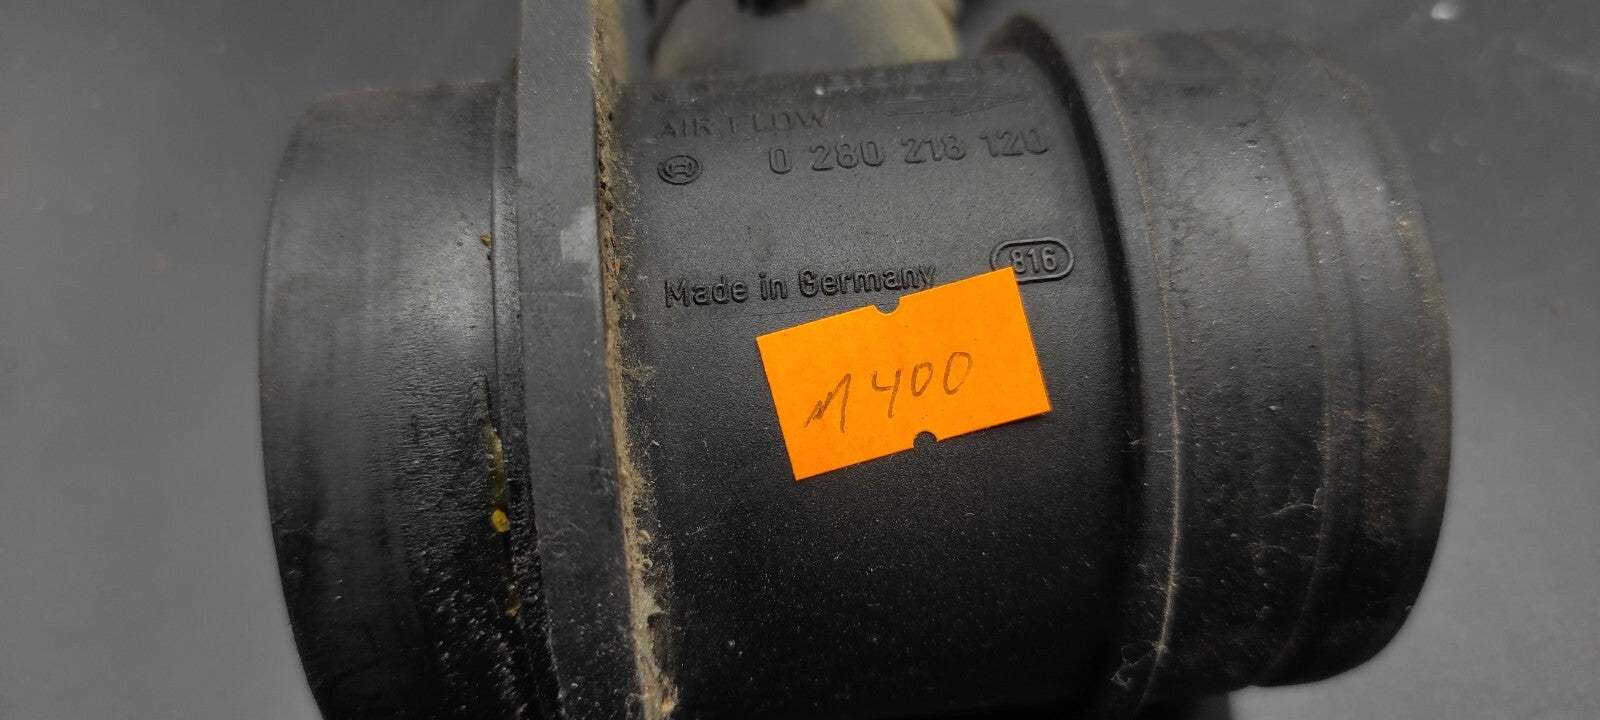 AIR FLOW
0 280 218 120
Made in Germany
816
1400